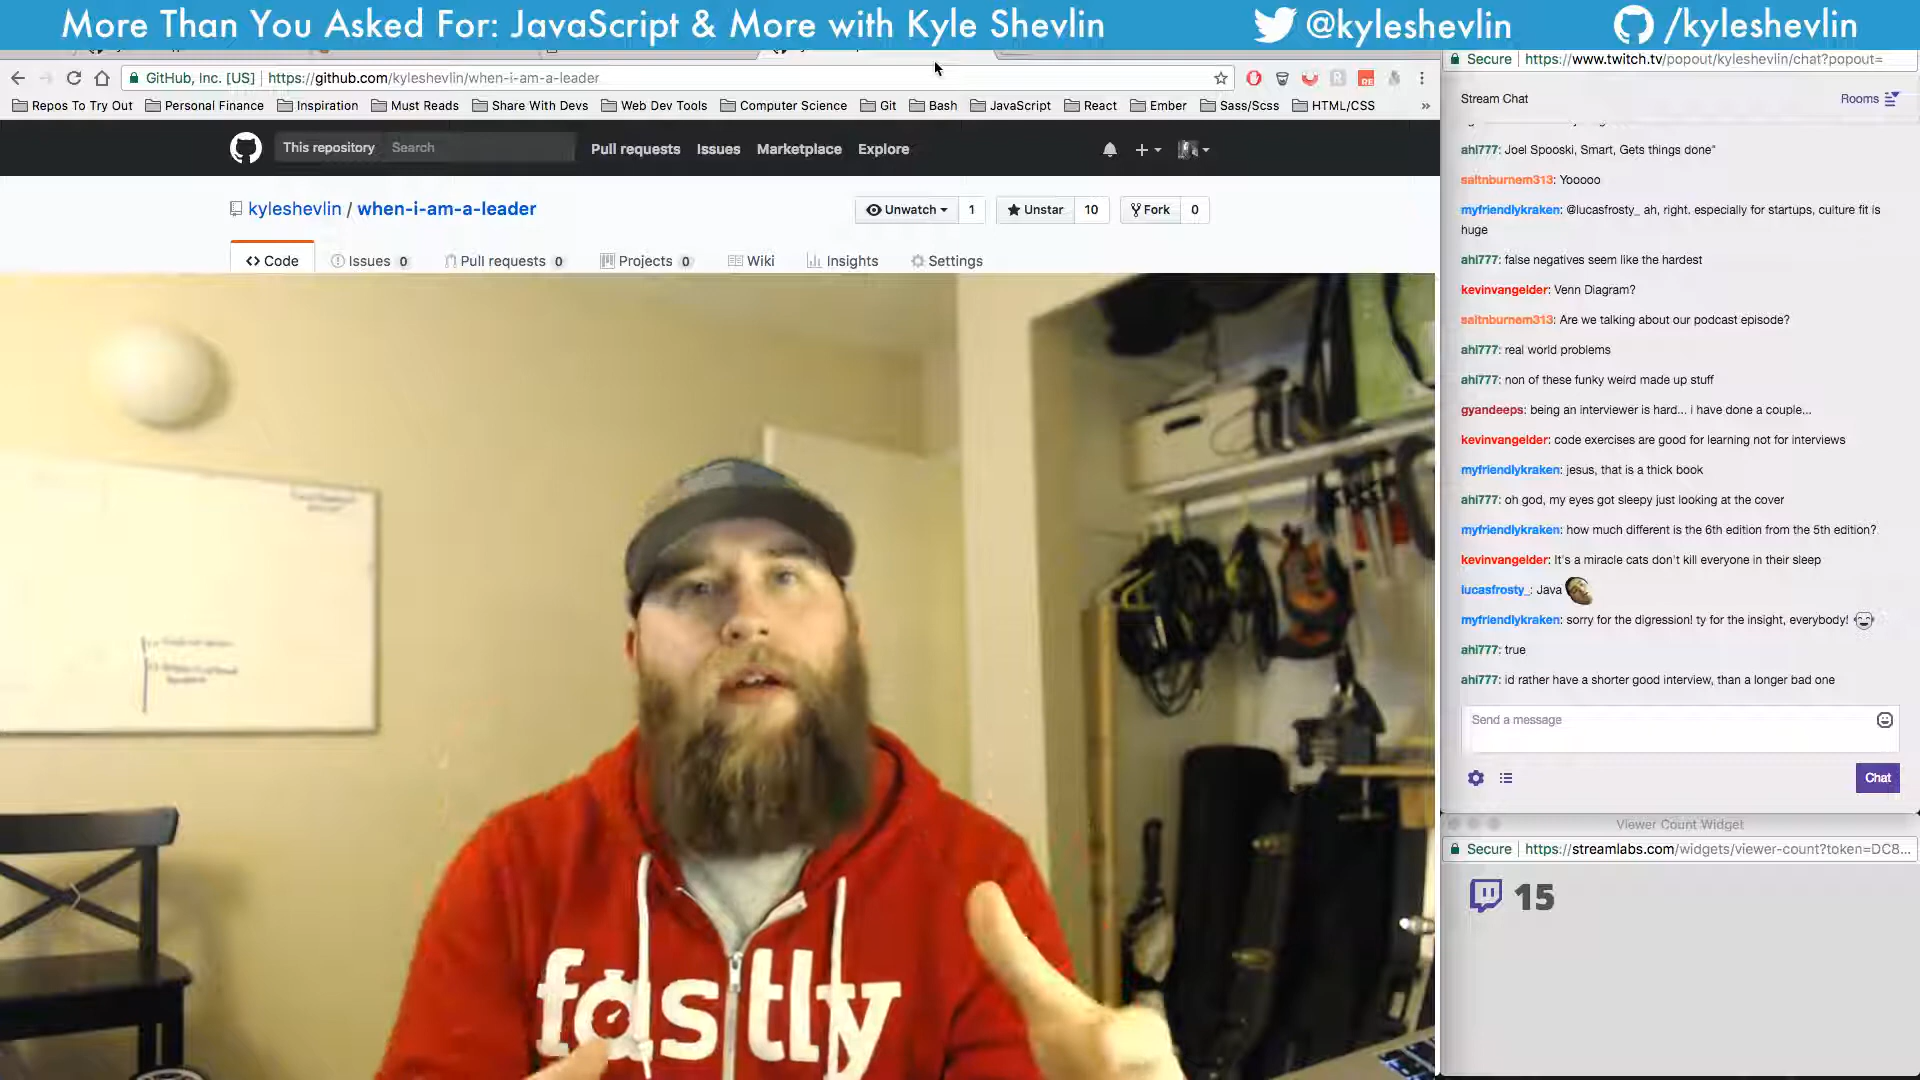 More Than You Asked For: JavaScript & More with Kyle Shevlin
@kyleshevlin
/kyleshevlin
GitHub, Inc. [US] | https://github.com/kyleshevlin/when-i-am-a-leader
Repos To Try Out Personal Finance Inspiration Must Reads Share With Devs Web Dev Tools Computer Science Git Bash JavaScript React Ember Sass/Scss HTML/CSS »
This repository Search Pull requests Issues Marketplace Explore
kyleshevlin / when-i-am-a-leader
Unwatch 1 Unstar 10 Fork 0
<> Code Issues 0 Pull requests 0 Projects 0 Wiki Insights Settings
fastly
Secure | https://www.twitch.tv/popout/kyleshevlin/chat?popout=
Stream Chat Rooms
ahl777: Joel Spooski, Smart, Gets things done"
saltnburnem313: Yooooo
myfriendlykraken: @lucasfrosty_ ah, right. especially for startups, culture fit is
huge
ahl777: false negatives seem like the hardest
kevinvangelder: Venn Diagram?
saltnburnem313: Are we talking about our podcast episode?
ahl777: real world problems
ahl777: non of these funky weird made up stuff
gyandeeps: being an interviewer is hard... i have done a couple...
kevinvangelder: code exercises are good for learning not for interviews
myfriendlykraken: jesus, that is a thick book
ahl777: oh god, my eyes got sleepy just looking at the cover
myfriendlykraken: how much different is the 6th edition from the 5th edition?
kevinvangelder: It's a miracle cats don't kill everyone in their sleep
lucasfrosty_: Java
myfriendlykraken: sorry for the digression! ty for the insight, everybody!
ahl777: true
ahl777: id rather have a shorter good interview, than a longer bad one
Send a message
Chat
Viewer Count Widget
Secure | https://streamlabs.com/widgets/viewer-count?token=DC8...
15